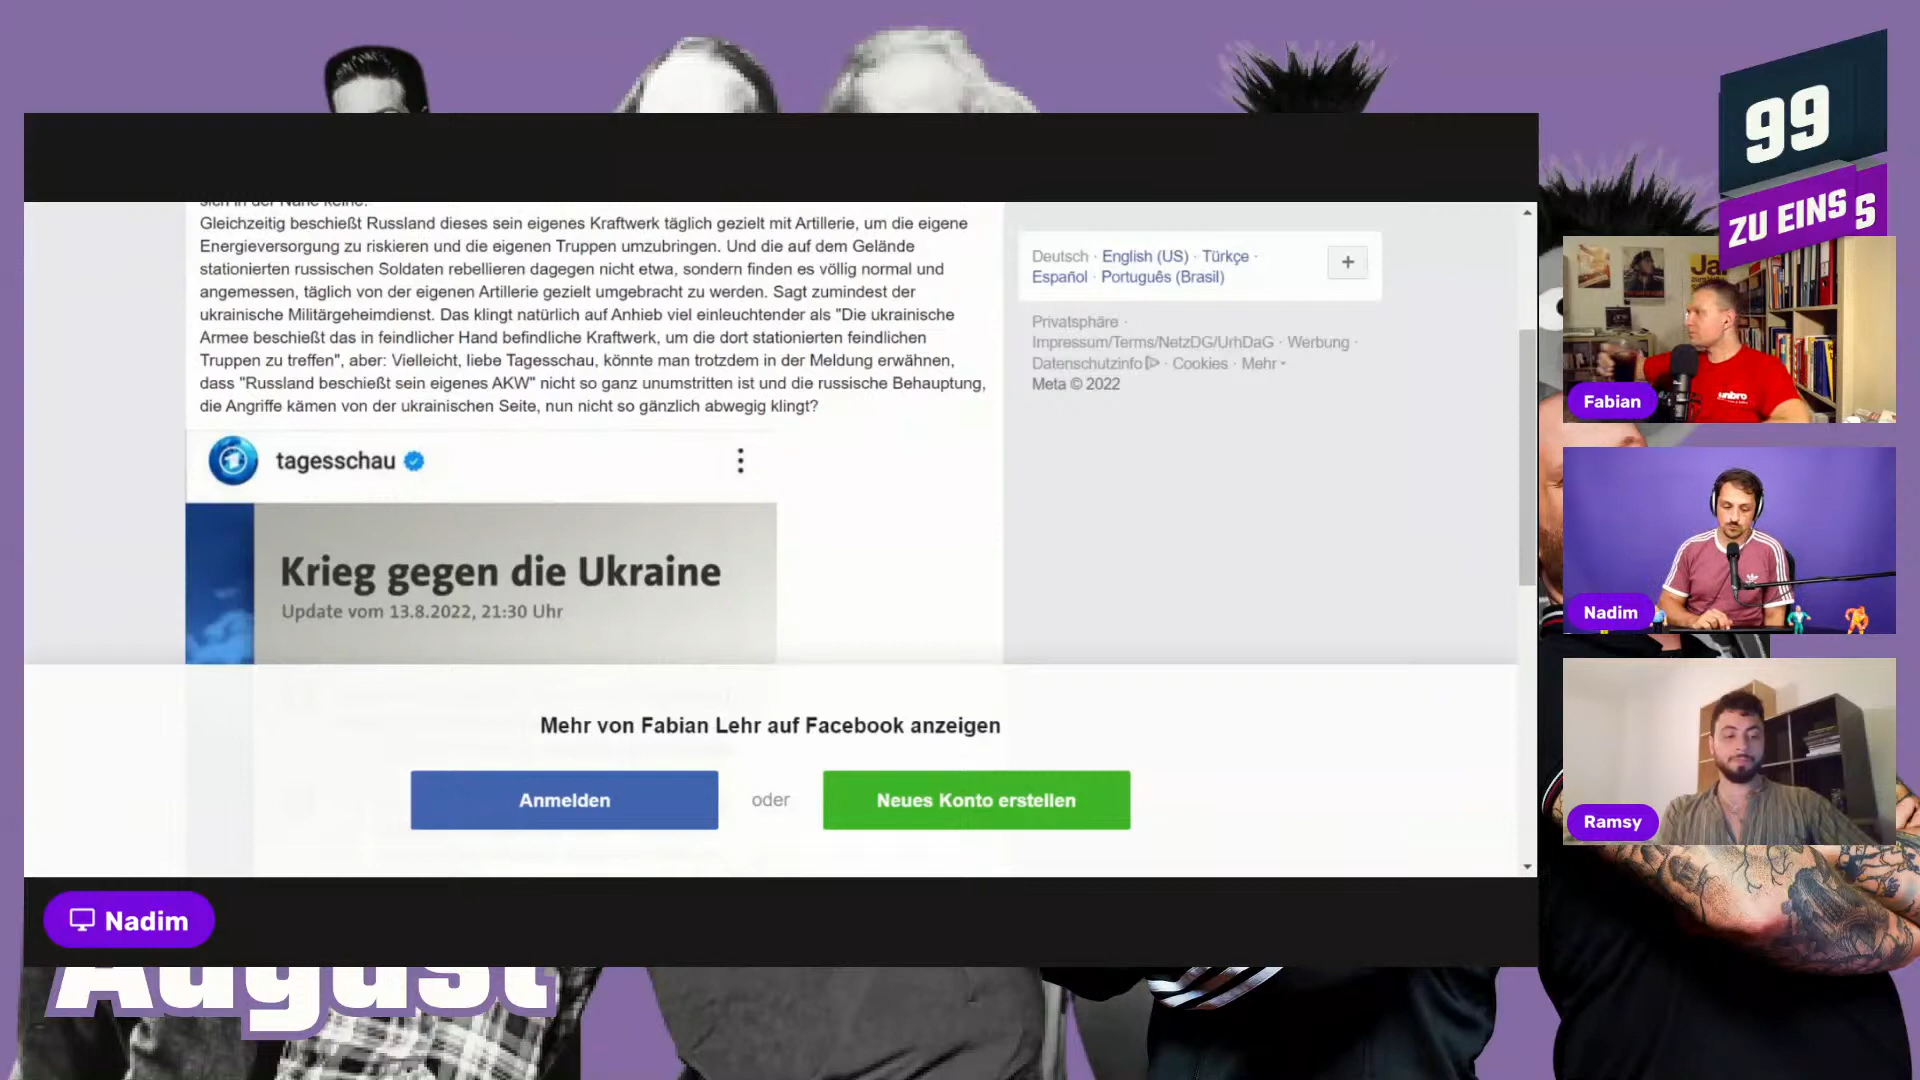 99
ZU EINS
S
sich in der Nähe keine.
Gleichzeitig beschießt Russland dieses sein eigenes Kraftwerk täglich gezielt mit Artillerie, um die eigene
Energieversorgung zu riskieren und die eigenen Truppen umzubringen. Und die auf dem Gelände
stationierten russischen Soldaten rebellieren dagegen nicht etwa, sondern finden es völlig normal und
angemessen, täglich von der eigenen Artillerie gezielt umgebracht zu werden. Sagt zumindest der
ukrainische Militärgeheimdienst. Das klingt natürlich auf Anhieb viel einleuchtender als "Die ukrainische
Armee beschießt das in feindlicher Hand befindliche Kraftwerk, um die dort stationierten feindlichen
Truppen zu treffen", aber: Vielleicht, liebe Tagesschau, könnte man trotzdem in der Meldung erwähnen,
dass "Russland beschießt sein eigenes AKW" nicht so ganz unumstritten ist und die russische Behauptung,
die Angriffe kämen von der ukrainischen Seite, nun nicht so gänzlich abwegig klingt?
tagesschau
Krieg gegen die Ukraine
Update vom 13.8.2022, 21:30 Uhr
Deutsch · English (US) · Türkçe ·
Español · Português (Brasil)
+
Privatsphäre ·
Impressum/Terms/NetzDG/UrhDaG · Werbung ·
Datenschutzinfo · Cookies · Mehr
Meta © 2022
Mehr von Fabian Lehr auf Facebook anzeigen
Anmelden
oder
Neues Konto erstellen
Fabian
unbro
Nadim
Ramsy
Nadim
August